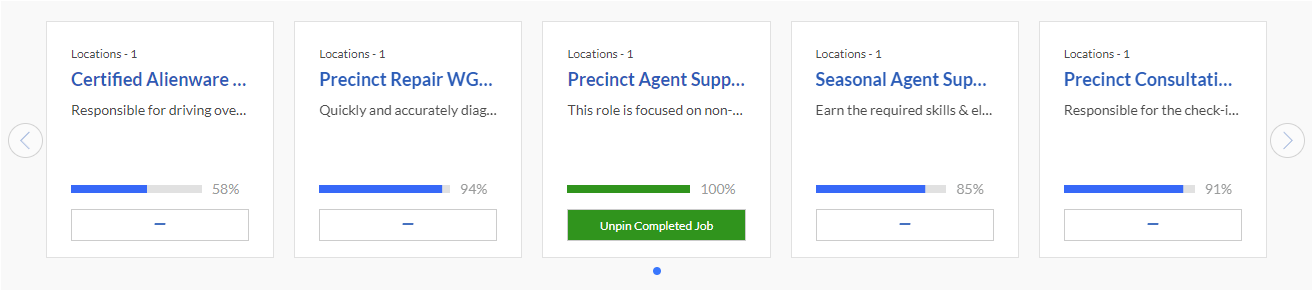 Locations - 1
Certified Alienware ...
Responsible for driving ove...
58%
Locations - 1
Precinct Repair WG...
Quickly and accurately diag...
94%
Locations - 1
Precinct Agent Supp...
This role is focused on non-...
100%
Unpin Completed Job
Locations - 1
Seasonal Agent Sup...
Earn the required skills & el...
85%
Locations - 1
Precinct Consultati...
Responsible for the check-i...
91%